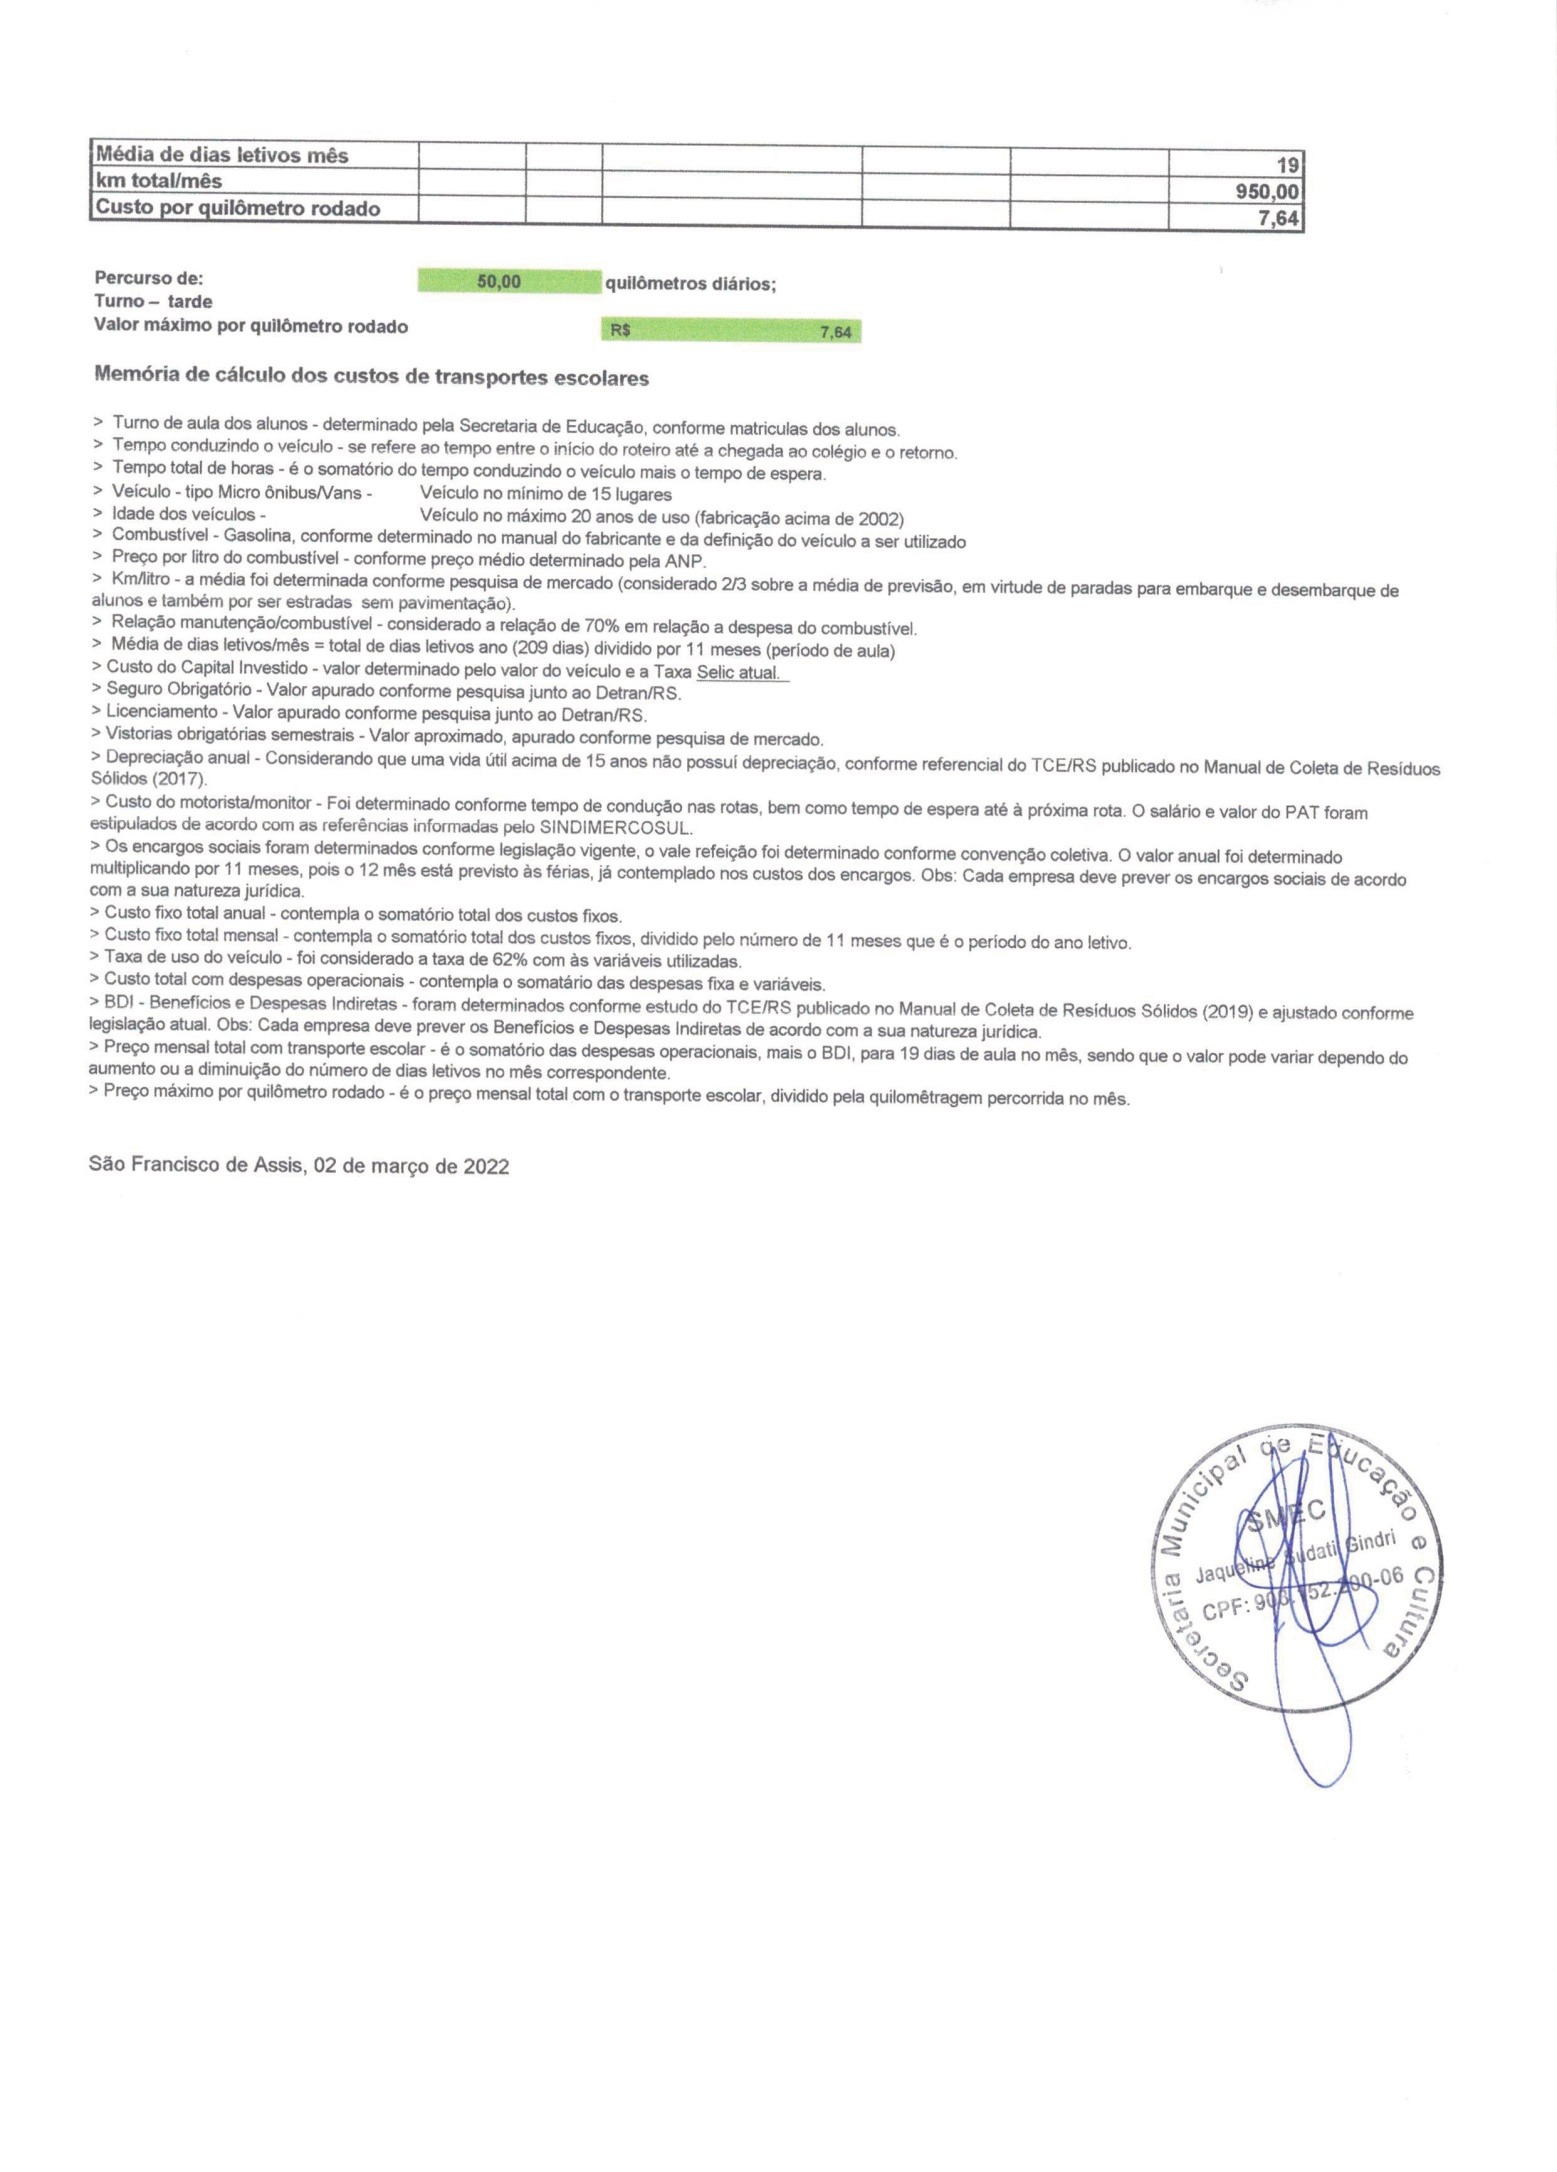 Média de dias letivos mês 19
km total/mês 950,00
Custo por quilômetro rodado 7,64
Percurso de: 50,00 quilômetros diários;
Turno – tarde
Valor máximo por quilômetro rodado R$ 7,64
Memória de cálculo dos custos de transportes escolares
> Turno de aula dos alunos - determinado pela Secretaria de Educação, conforme matriculas dos alunos.
> Tempo conduzindo o veículo - se refere ao tempo entre o início do roteiro até a chegada ao colégio e o retorno.
> Tempo total de horas - é o somatório do tempo conduzindo o veículo mais o tempo de espera.
> Veículo - tipo Micro ônibus/Vans - Veículo no mínimo de 15 lugares
> Idade dos veículos - Veículo no máximo 20 anos de uso (fabricação acima de 2002)
> Combustível - Gasolina, conforme determinado no manual do fabricante e da definição do veículo a ser utilizado
> Preço por litro do combustível - conforme preço médio determinado pela ANP.
> Km/litro - a média foi determinada conforme pesquisa de mercado (considerado 2/3 sobre a média de previsão, em virtude de paradas para embarque e desembarque de
alunos e também por ser estradas sem pavimentação).
> Relação manutenção/combustível - considerado a relação de 70% em relação a despesa do combustível.
> Média de dias letivos/mês = total de dias letivos ano (209 dias) dividido por 11 meses (período de aula)
> Custo do Capital Investido - valor determinado pelo valor do veículo e a Taxa Selic atual.
> Seguro Obrigatório - Valor apurado conforme pesquisa junto ao Detran/RS.
> Licenciamento - Valor apurado conforme pesquisa junto ao Detran/RS.
> Vistorias obrigatórias semestrais - Valor aproximado, apurado conforme pesquisa de mercado.
> Depreciação anual - Considerando que uma vida útil acima de 15 anos não possuí depreciação, conforme referencial do TCE/RS publicado no Manual de Coleta de Resíduos
Sólidos (2017).
> Custo do motorista/monitor - Foi determinado conforme tempo de condução nas rotas, bem como tempo de espera até à próxima rota. O salário e valor do PAT foram
estipulados de acordo com as referências informadas pelo SINDIMERCOSUL.
> Os encargos sociais foram determinados conforme legislação vigente, o vale refeição foi determinado conforme convenção coletiva. O valor anual foi determinado
multiplicando por 11 meses, pois o 12 mês está previsto às férias, já contemplado nos custos dos encargos. Obs: Cada empresa deve prever os encargos sociais de acordo
com a sua natureza jurídica.
> Custo fixo total anual - contempla o somatório total dos custos fixos.
> Custo fixo total mensal - contempla o somatório total dos custos fixos, dividido pelo número de 11 meses que é o período do ano letivo.
> Taxa de uso do veículo - foi considerado a taxa de 62% com às variáveis utilizadas.
> Custo total com despesas operacionais - contempla o somatário das despesas fixa e variáveis.
> BDI - Benefícios e Despesas Indiretas - foram determinados conforme estudo do TCE/RS publicado no Manual de Coleta de Resíduos Sólidos (2019) e ajustado conforme
legislação atual. Obs: Cada empresa deve prever os Benefícios e Despesas Indiretas de acordo com a sua natureza jurídica.
> Preço mensal total com transporte escolar - é o somatório das despesas operacionais, mais o BDI, para 19 dias de aula no mês, sendo que o valor pode variar dependo do
aumento ou a diminuição do número de dias letivos no mês correspondente.
> Preço máximo por quilômetro rodado - é o preço mensal total com o transporte escolar, dividido pela quilomêtragem percorrida no mês.
São Francisco de Assis, 02 de março de 2022
Secretaria Municipal de Educação e Cultura
SMEC
Jaqueline Sudati Gindri
CPF: